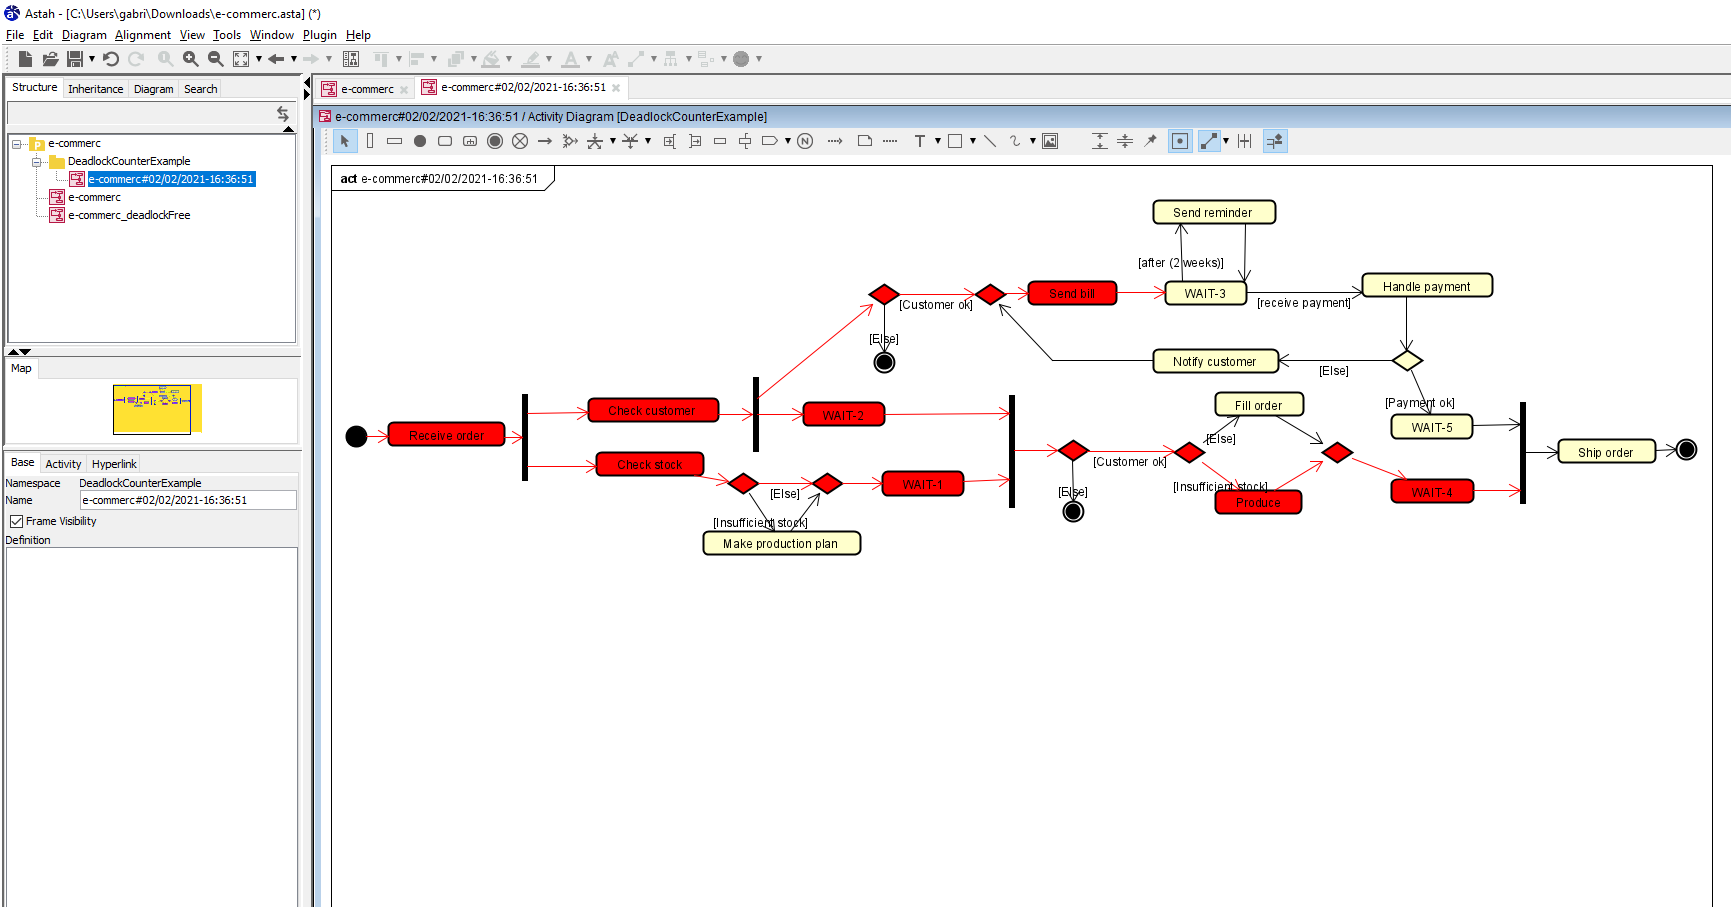 Astah - [C:\Users\gabri\Downloads\e-commerc.asta] (*)
File Edit Diagram Alignment View Tools Window Plugin Help
Structure Inheritance Diagram Search
e-commerc
DeadlockCounterExample
e-commerc#02/02/2021-16:36:51
e-commerc
e-commerc_deadlockFree
Map
Base Activity Hyperlink
Namespace DeadlockCounterExample
Name e-commerc#02/02/2021-16:36:51
Frame Visibility
Definition
e-commerc e-commerc#02/02/2021-16:36:51
e-commerc#02/02/2021-16:36:51 / Activity Diagram [DeadlockCounterExample]
act e-commerc#02/02/2021-16:36:51
Send reminder
[after (2 weeks)]
Send bill
WAIT-3
Handle payment
[Customer ok]
[receive payment]
[Else]
Notify customer
[Else]
Check customer
WAIT-2
Fill order
[Payment ok]
WAIT-5
Receive order
[Else]
Check stock
[Customer ok]
Ship order
WAIT-1
[Else]
[Else]
[Insufficient stock]
WAIT-4
Produce
[Insufficient stock]
Make production plan